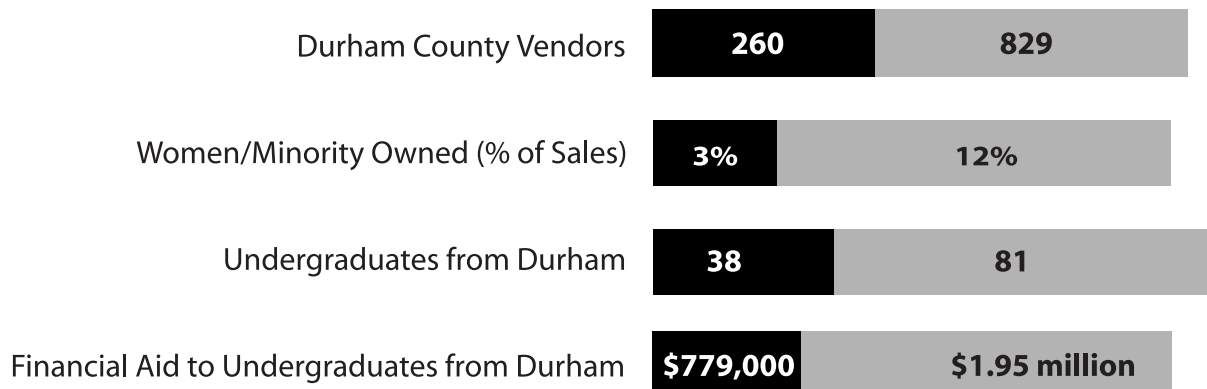 Durham County Vendors 260 829
Women/Minority Owned (% of Sales) 3% 12%
Undergraduates from Durham 38 81
Financial Aid to Undergraduates from Durham $779,000 $1.95 million